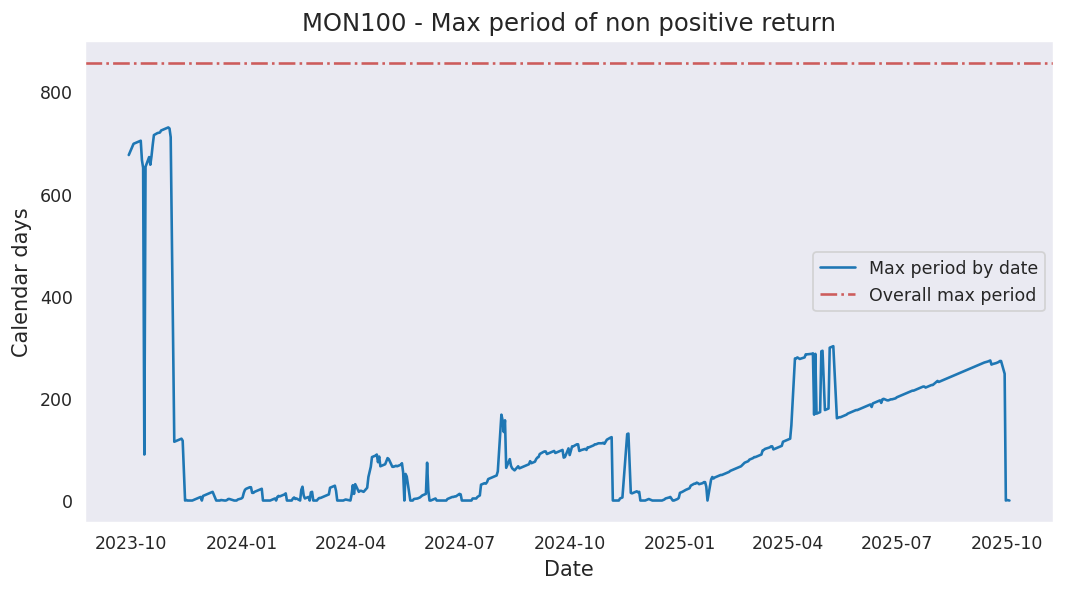 MON100 - Max period of non positive return
Calendar days
800
600
400
200
0
Max period by date
Overall max period
2023-10
2024-01
2024-04
2024-07
2024-10
2025-01
2025-04
2025-07
2025-10
Date